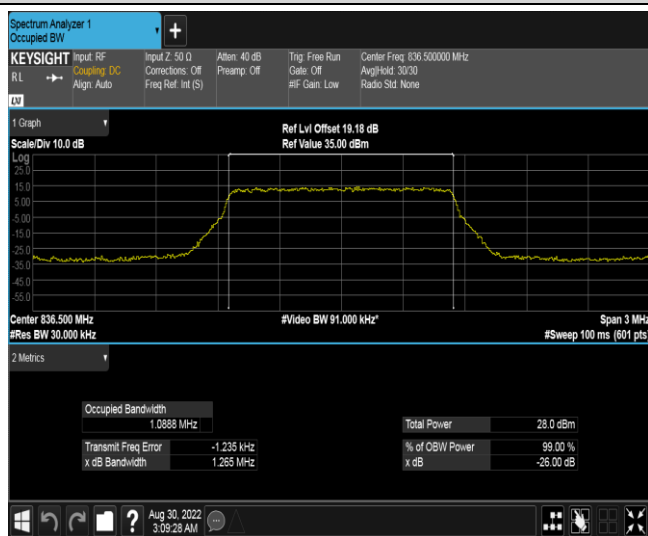 Spectrum Analyzer 1
Occupied BW
KEYSIGHT
RL
LXI
Input: RF
Coupling: DC
Align: Auto
Input Z: 50 Ω
Corrections: Off
Freq Ref: Int (S)
Atten: 40 dB
Preamp: Off
Trig: Free Run
Gate: Off
#IF Gain: Low
Center Freq: 836.500000 MHz
Avg|Hold: 30/30
Radio Std: None
1 Graph
Scale/Div 10.0 dB
Ref Lvl Offset 19.18 dB
Ref Value 35.00 dBm
Log
25.0
15.0
5.00
-5.00
-15.0
-25.0
-35.0
-45.0
-55.0
Center 836.500 MHz
#Video BW 91.000 kHz*
Span 3 MHz
#Res BW 30.000 kHz
#Sweep 100 ms (601 pts)
2 Metrics
Occupied Bandwidth
1.0888 MHz
Total Power 28.0 dBm
Transmit Freq Error -1.235 kHz
% of OBW Power 99.00 %
x dB Bandwidth 1.265 MHz
x dB -26.00 dB
?
Aug 30, 2022
3:09:28 AM